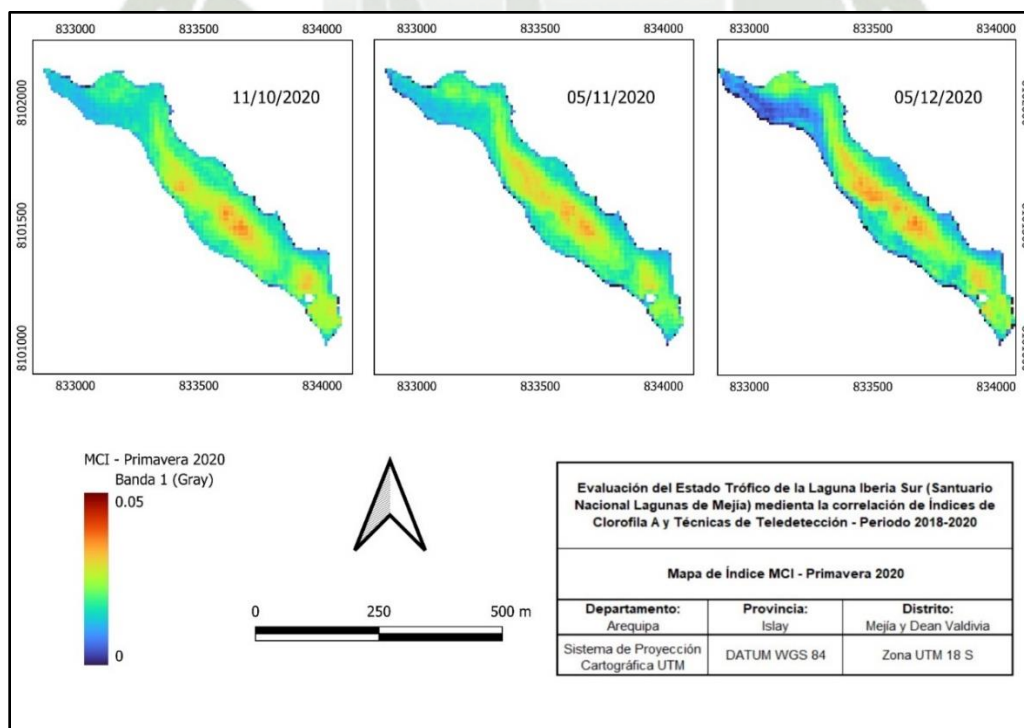 833000 833500 834000
833000 833500 834000
833000 833500 834000
11/10/2020
05/11/2020
05/12/2020
8102000
8101500
8101000
833000 833500 834000
833000 833500 834000
833000 833500 834000
MCI - Primavera 2020
Banda 1 (Gray)
0.05
0
0 250 500 m
Evaluación del Estado Trófico de la Laguna Iberia Sur (Santuario
Nacional Lagunas de Mejía) medienta la correlación de Índices de
Clorofila A y Técnicas de Teledetección - Periodo 2018-2020
Mapa de Índice MCI - Primavera 2020
Departamento: Provincia: Distrito:
Arequipa Islay Mejía y Dean Valdivia
Sistema de Proyección
Cartográfica UTM
DATUM WGS 84
Zona UTM 18 S